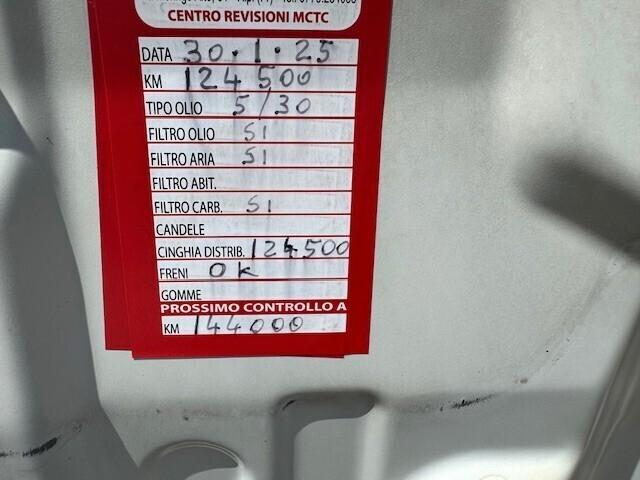 CENTRO REVISIONI MCTC
DATA 30·1·25
KM 124500
TIPO OLIO 5/30
FILTRO OLIO SI
FILTRO ARIA SI
FILTRO ABIT.
FILTRO CARB. SI
CANDELE
CINGHIA DISTRIB. 124500
FRENI OK
GOMME
PROSSIMO CONTROLLO A
KM 144000